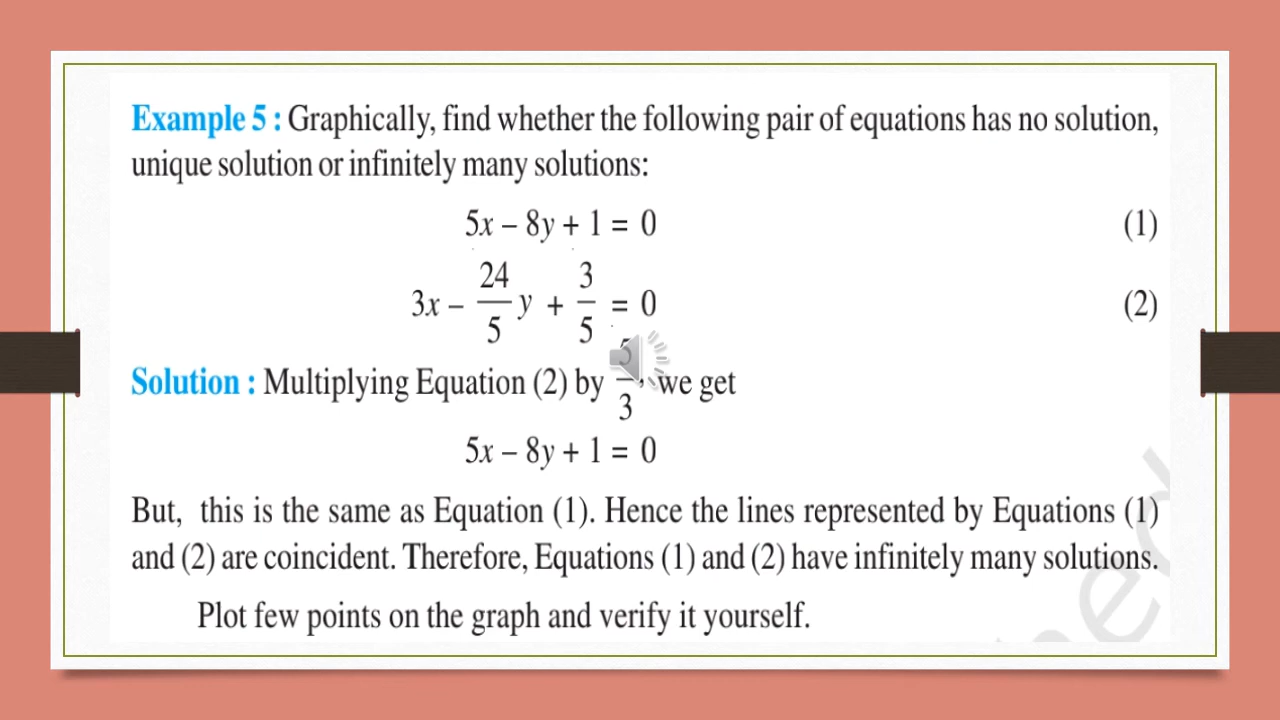 Example 5 : Graphically, find whether the following pair of equations has no solution,
unique solution or infinitely many solutions:
5x – 8y + 1 = 0 (1)
3x – 24/5 y + 3/5 = 0 (2)
Solution : Multiplying Equation (2) by 5/3, we get
5x – 8y + 1 = 0
But, this is the same as Equation (1). Hence the lines represented by Equations (1)
and (2) are coincident. Therefore, Equations (1) and (2) have infinitely many solutions.
Plot few points on the graph and verify it yourself.